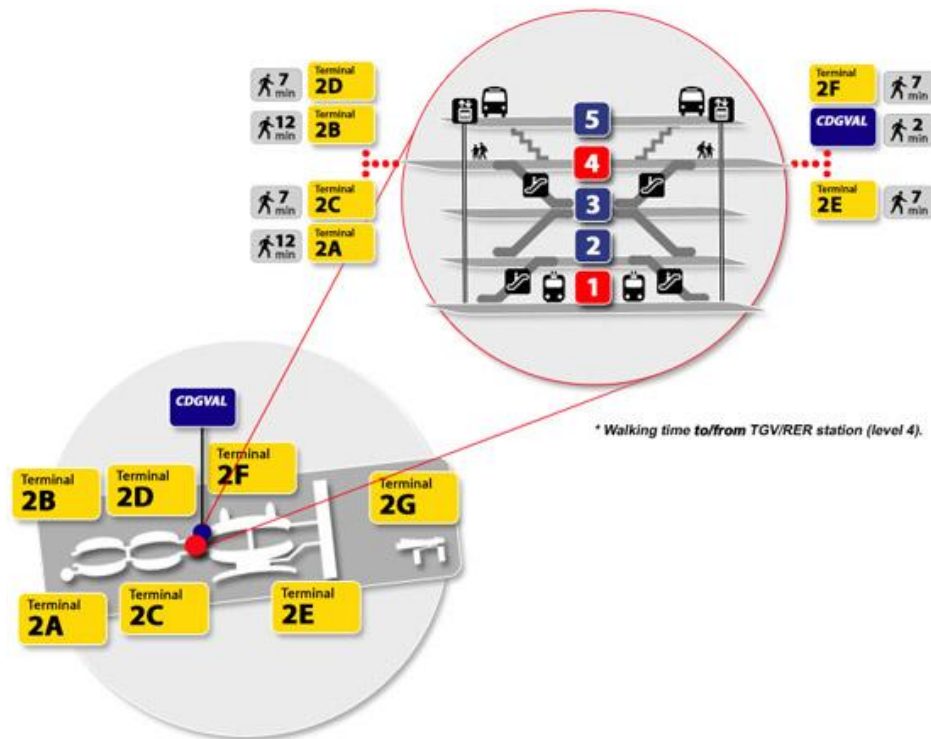 7 min
Terminal
2D
12 min
Terminal
2B
7 min
Terminal
2C
12 min
Terminal
2A
5
4
3
2
1
Terminal
2F
7 min
CDGVAL
2 min
Terminal
2E
7 min
* Walking time to/from TGV/RER station (level 4).
CDGVAL
Terminal
2B
Terminal
2D
Terminal
2F
Terminal
2G
Terminal
2A
Terminal
2C
Terminal
2E